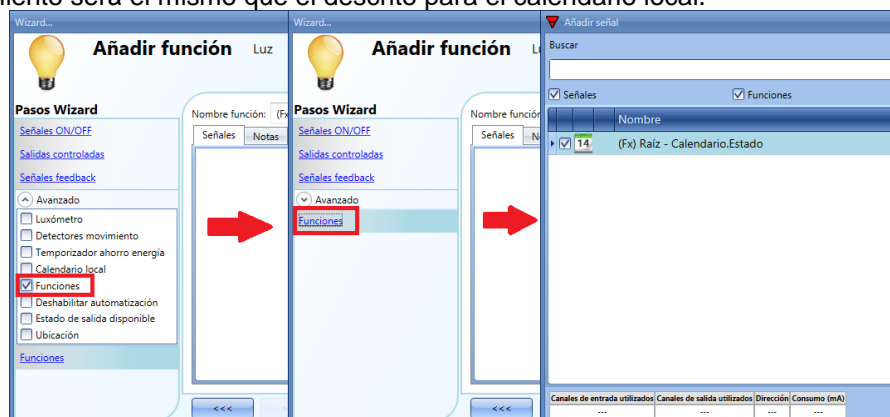 miento será el mismo que el descrito para el calendario local.
Wizard...
Añadir función Luz
Pasos Wizard
Señales ON/OFF
Salidas controladas
Señales feedback
Avanzado
Luxómetro
Detectores movimiento
Temporizador ahorro energía
Calendario local
Funciones
Deshabilitar automatización
Estado de salida disponible
Ubicación
Funciones
Nombre función: (Fx
Señales Notas
<<<
Wizard...
Añadir función
Pasos Wizard
Señales ON/OFF
Salidas controladas
Señales feedback
Avanzado
Funciones
Nombre función
Señales
<<<
Añadir señal
Buscar
Señales Funciones
Nombre
14 (Fx) Raíz - Calendario.Estado
Canales de entrada utilizados Canales de salida utilizados Dirección Consumo (mA)
--- --- --- ---